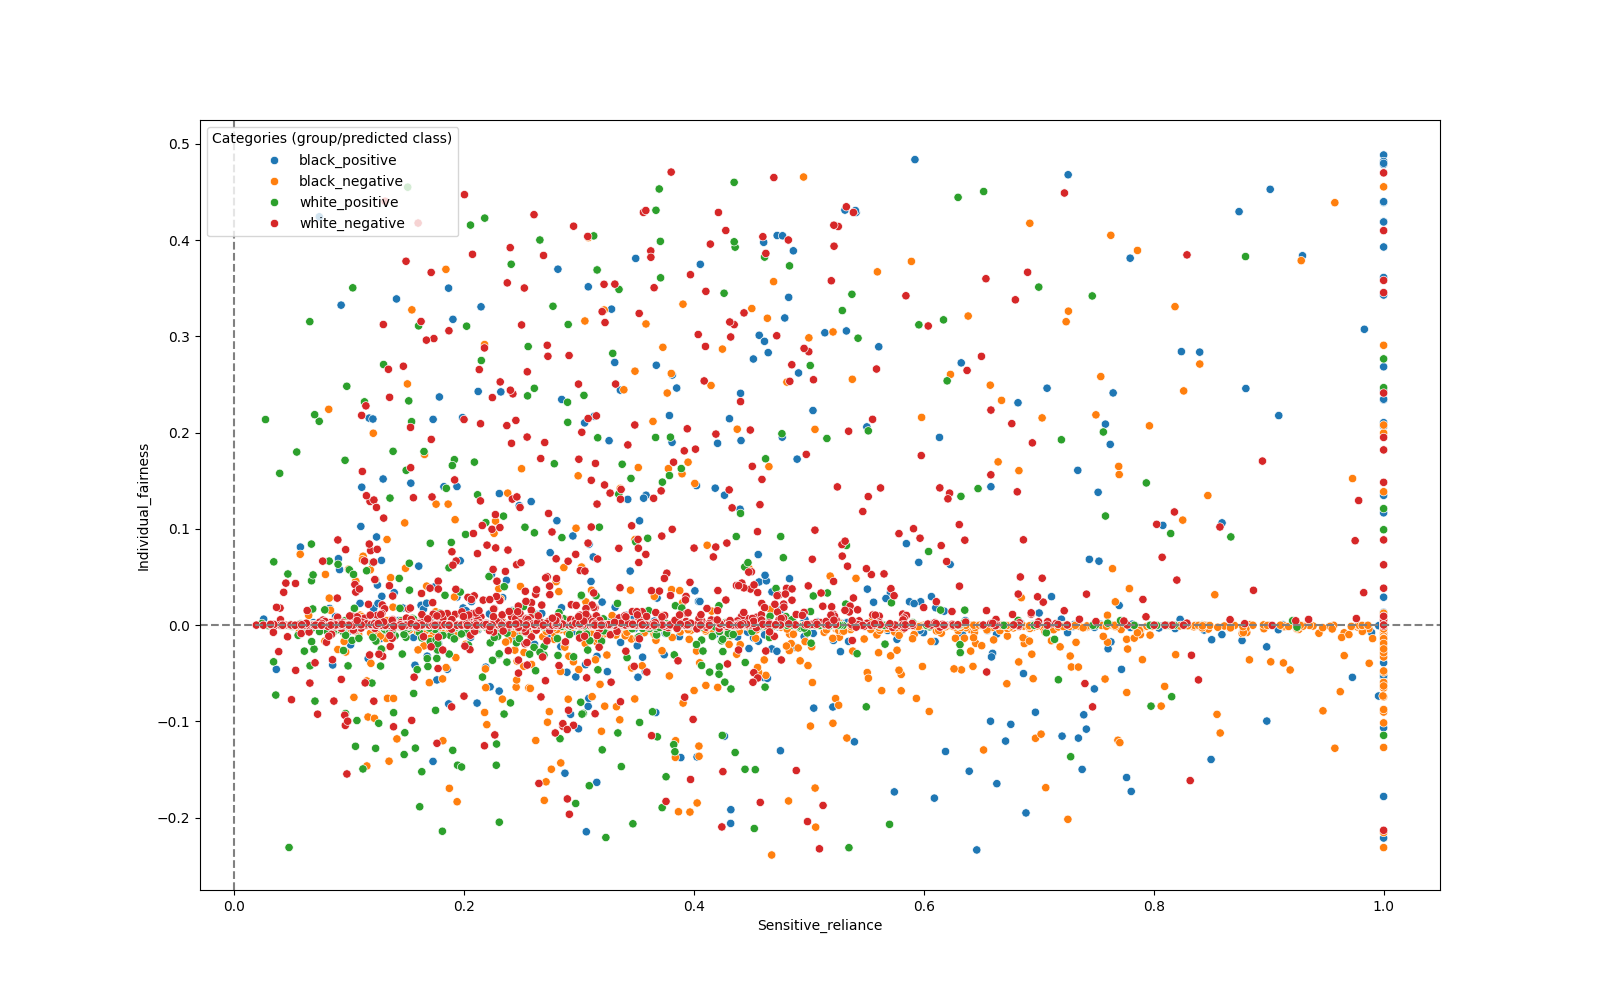 Categories (group/predicted class)
black_positive
black_negative
white_positive
white_negative
0.5
0.4
0.3
0.2
0.1
0.0
−0.1
−0.2
Individual_fairness
0.0 0.2 0.4 0.6 0.8 1.0
Sensitive_reliance